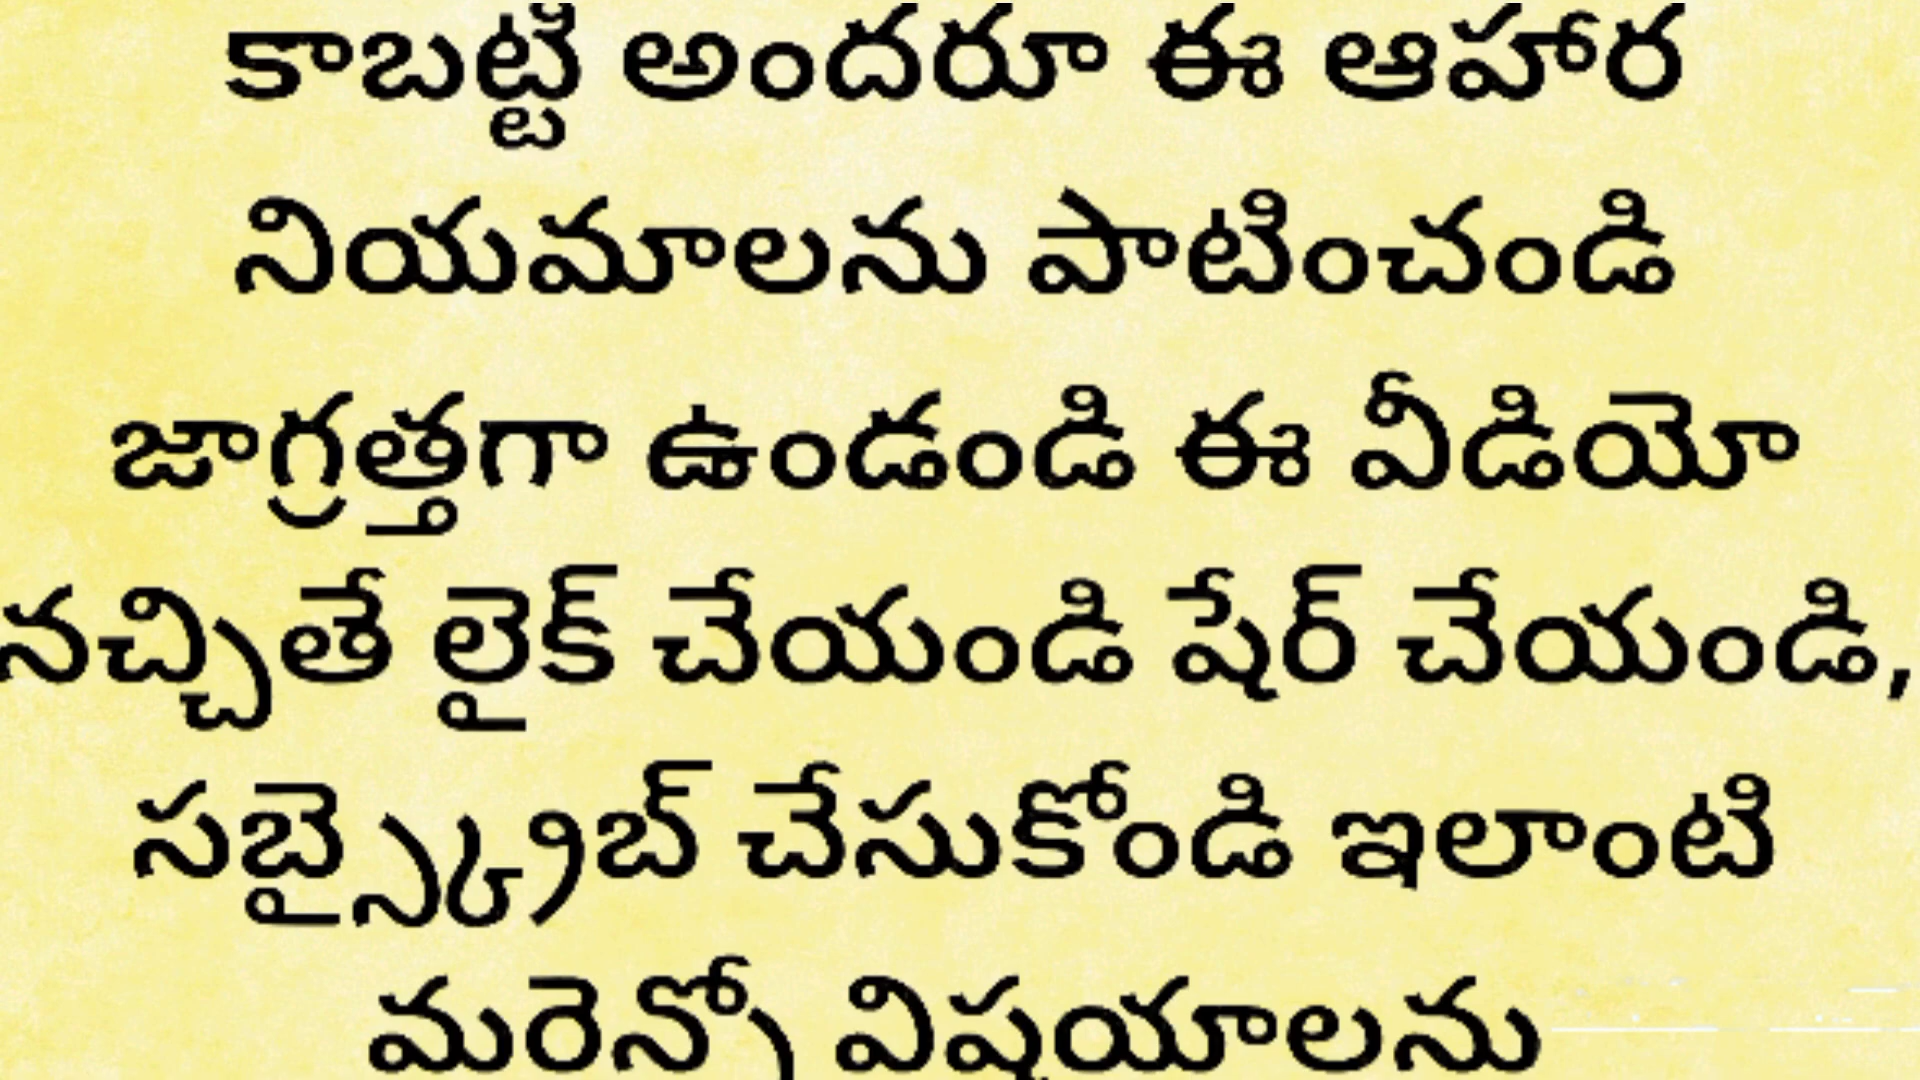 కాబట్టి అందరూ ఈ ఆహార
నియమాలను పాటించండి
జాగ్రత్తగా ఉండండి ఈ వీడియో
నచ్చితే లైక్ చేయండి షేర్ చేయండి,
సబ్స్క్రైబ్ చేసుకోండి ఇలాంటి
మరెన్నో విషయాలను